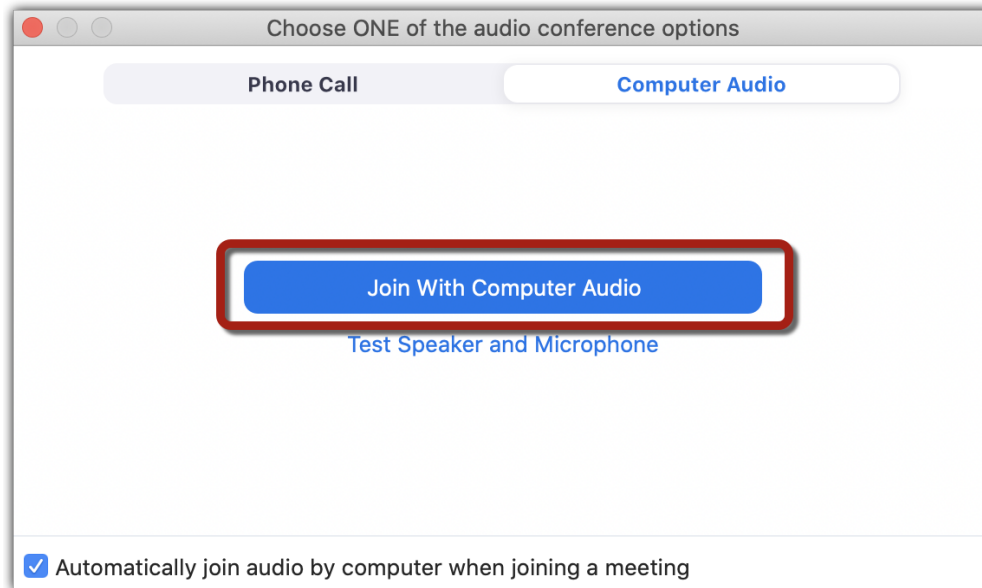 Choose ONE of the audio conference options
Phone Call
Computer Audio
Join With Computer Audio
Test Speaker and Microphone
Automatically join audio by computer when joining a meeting